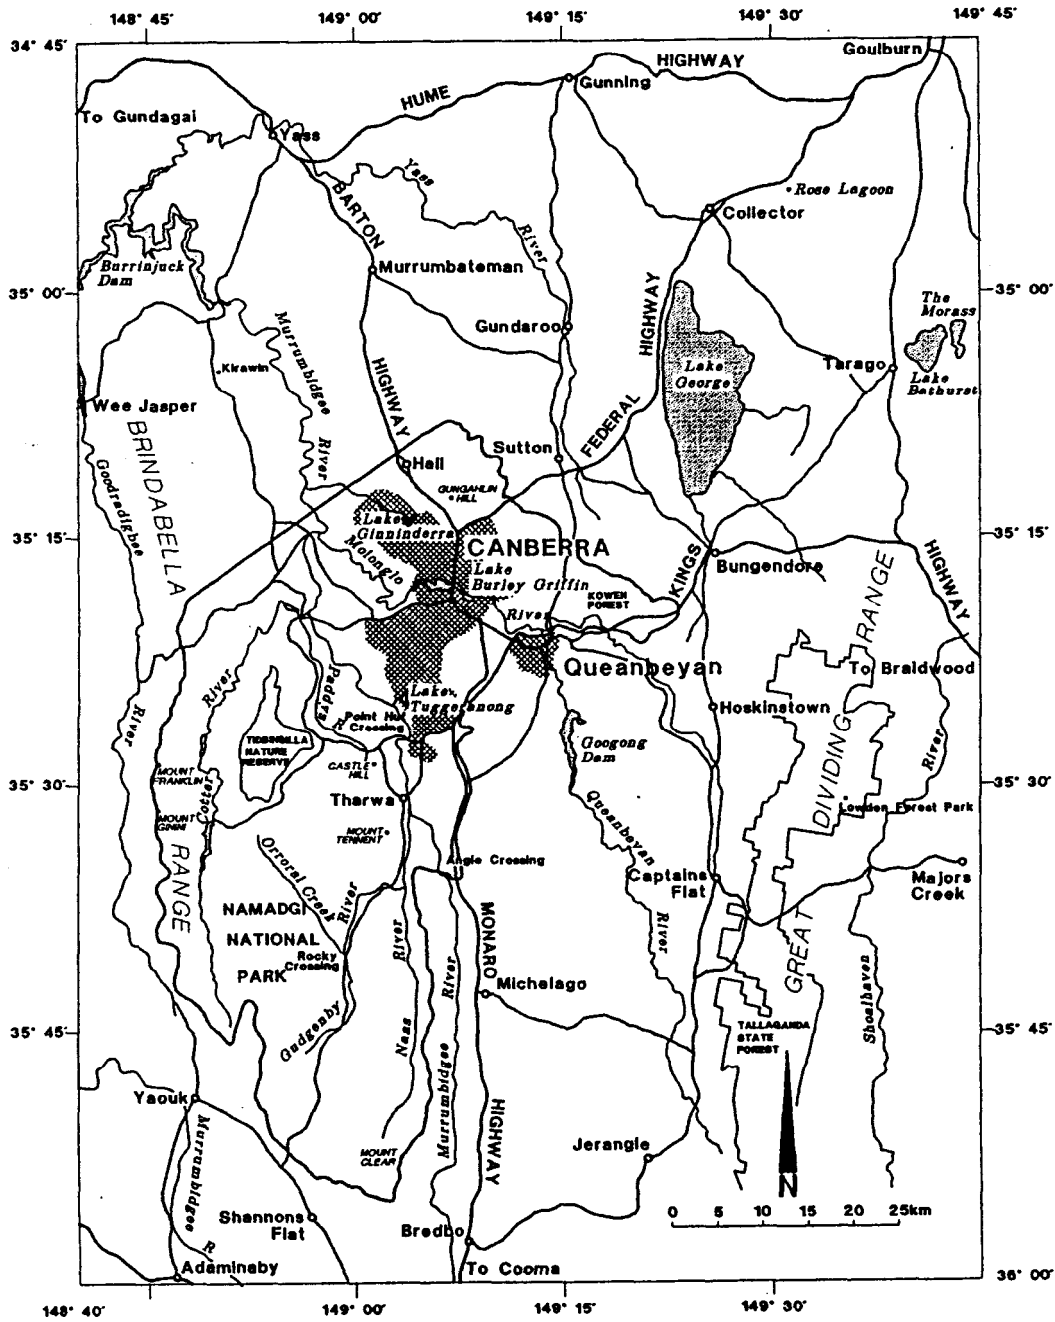 148° 45′
149° 00′
149° 15′
149° 30′
149° 45′
34° 45′
Goulburn
HIGHWAY
Gunning
HUME
To Gundagai
Yass
Yass
BARTON
Rose Lagoon
Collector
River
Murrumbateman
Burrinjuck
Dam
35° 00′
35° 00′
HIGHWAY
The
Morass
Murrumbidgee
Gundaroo
Lake
George
Tarago
Lake
Bathurst
Kirawin
HIGHWAY
Wee Jasper
FEDERAL
BRINDABELLA
River
Sutton
Hall
Goodradigbee
GUNGAHLIN
HILL
Lake
Ginninderra
35° 15′
35° 15′
CANBERRA
Molonglo
Lake
Burley Griffin
KINGS
Bungendore
HIGHWAY
RANGE
KOWEN
FOREST
River
Queanbeyan
To Braidwood
River
Paddys
R
Lake
Tuggeranong
Point Hut
Crossing
Hoskinstown
River
TIDBINBILLA
NATURE
RESERVE
Googong
Dam
DIVIDING
River
MOUNT
FRANKLIN
CASTLE
HILL
35° 30′
35° 30′
Cotter
Tharwa
Lowden Forest Park
MOUNT
GININI
MOUNT
TENNENT
Queanbeyan
RANGE
Orroral Creek
Angle Crossing
Captains
Flat
Majors
Creek
NAMADGI
NATIONAL
PARK
River
River
MONARO
River
GREAT
Rocky
Crossing
River
Michelago
Shoalhaven
35° 45′
35° 45′
Gudgenby
Naas
TALLAGANDA
STATE
FOREST
Murrumbidgee
Yaouk
Murrumbidgee
HIGHWAY
MOUNT
CLEAR
Jerangle
N
Shannons
Flat
Bredbo
0 5 10 15 20 25km
R
Adaminaby
To Cooma
36° 00′
148° 40′
149° 00′
149° 15′
149° 30′